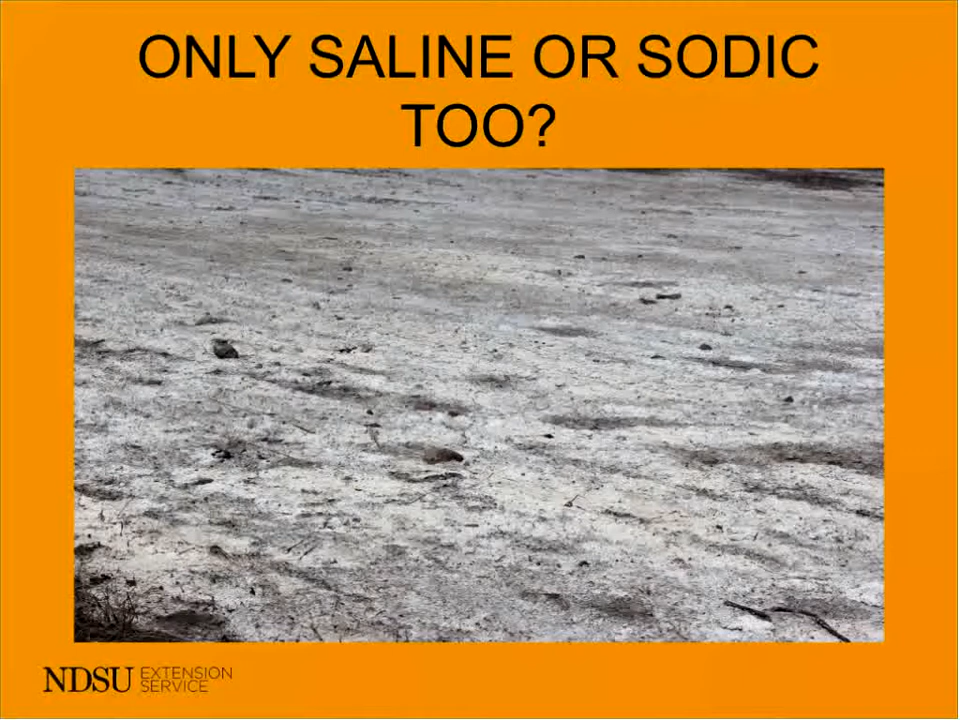 ONLY SALINE OR SODIC
TOO?
NDSU EXTENSION
SERVICE